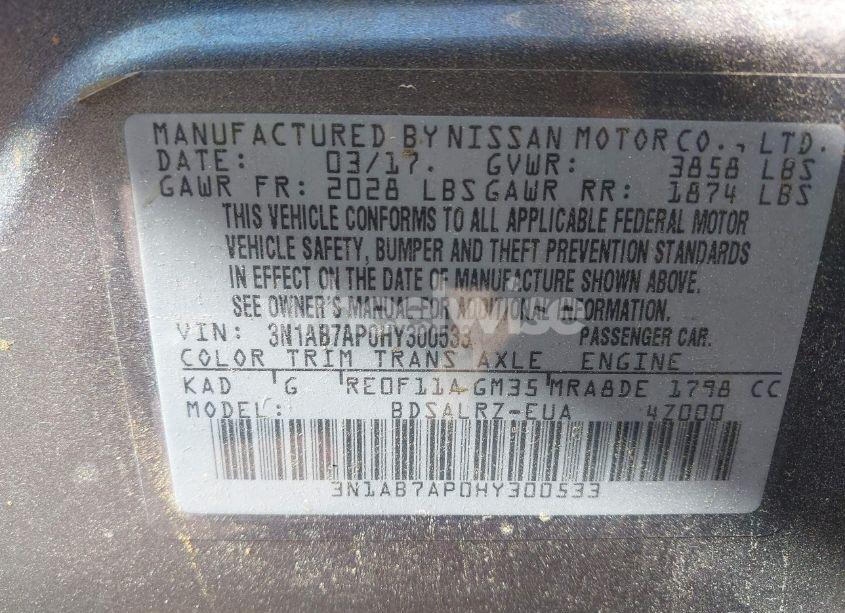 MANUFACTURED BY NISSAN MOTOR CO., LTD.
DATE: 03/17. GVWR: 3858 LBS
GAWR FR: 2028 LBS GAWR RR: 1874 LBS
THIS VEHICLE CONFORMS TO ALL APPLICABLE FEDERAL MOTOR
VEHICLE SAFETY, BUMPER AND THEFT PREVENTION STANDARDS
IN EFFECT ON THE DATE OF MANUFACTURE SHOWN ABOVE.
SEE OWNER'S MANUAL FOR ADDITIONAL INFORMATION.
VIN: 3N1AB7AP0HY300533 PASSENGER CAR.
COLOR TRIM TRANS AXLE ENGINE
KAD G RE0F11A GM35 MRA8DE 1798 CC
MODEL: BDSALRZ-EUA 4Z000
3N1AB7AP0HY300533